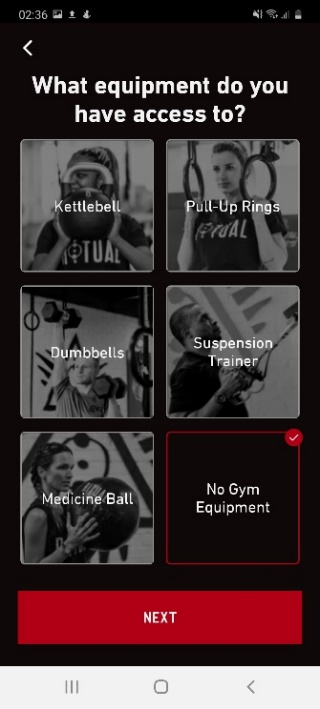 02:36
What equipment do you
have access to?
Kettlebell
Pull-Up Rings
Dumbbells
Suspension
Trainer
Medicine Ball
No Gym
Equipment
NEXT